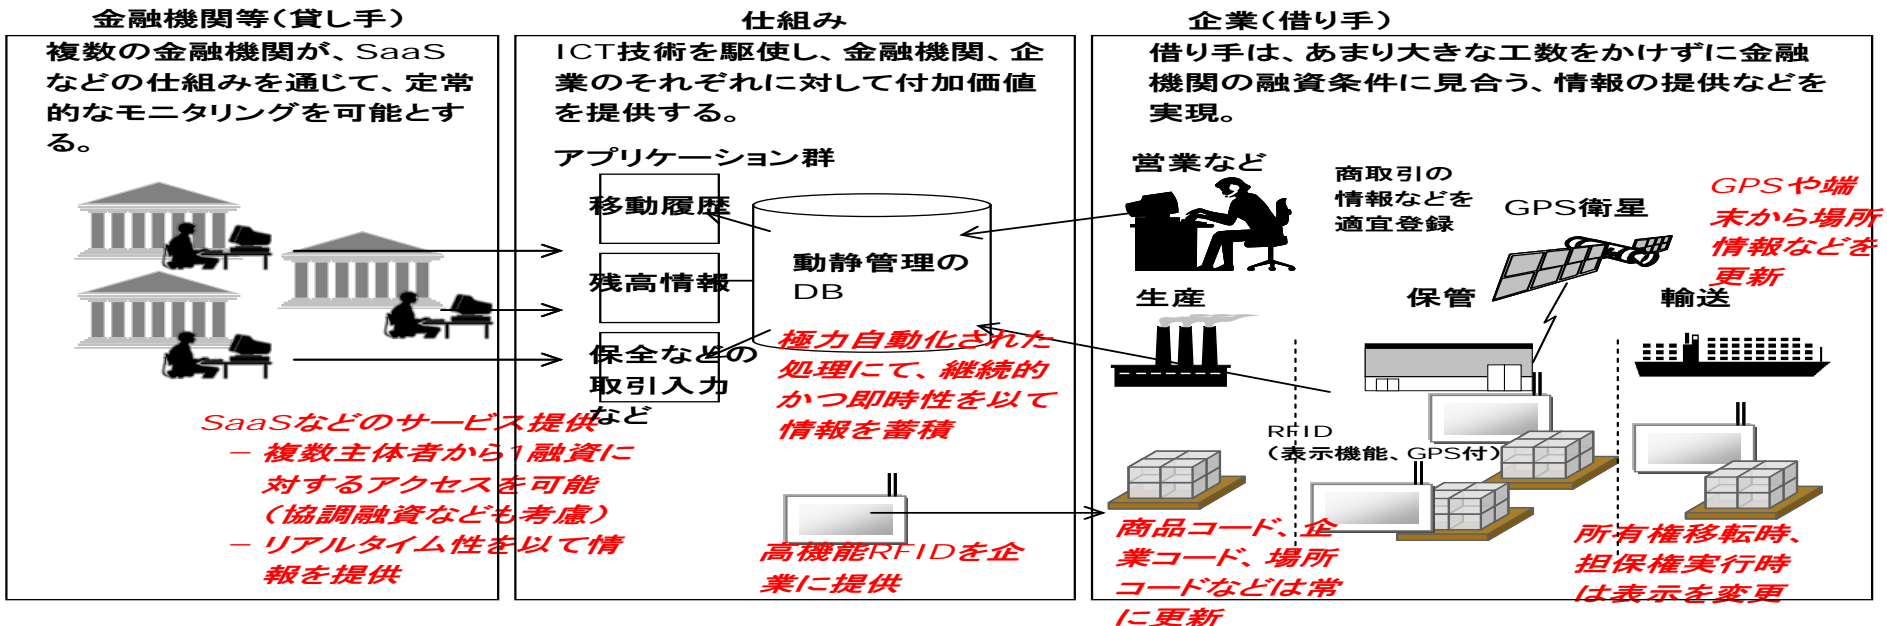 金融機関等(貸し手)
複数の金融機関が、SaaS
などの仕組みを通じて、定常
的なモニタリングを可能とす
る。
SaaSなどのサービス提供
− 複数主体者から1融資に
対するアクセスを可能
(協調融資なども考慮)
− リアルタイム性を以て情
報を提供
仕組み
ICT技術を駆使し、金融機関、企
業のそれぞれに対して付加価値
を提供する。
アプリケーション群
移動履歴
残高情報
保全などの
取引入力
など
動静管理の
DB
極力自動化された
処理にて、継続的
かつ即時性を以て
情報を蓄積
高機能RFIDを企
業に提供
企業(借り手)
借り手は、あまり大きな工数をかけずに金融
機関の融資条件に見合う、情報の提供などを
実現。
営業など
商取引の
情報などを
適宜登録
GPS衛星
GPSや端
末から場所
情報などを
更新
生産
保管
輸送
RFID
(表示機能、GPS付)
商品コード、企
業コード、場所
コードなどは常
に更新
所有権移転時、
担保権実行時
は表示を変更